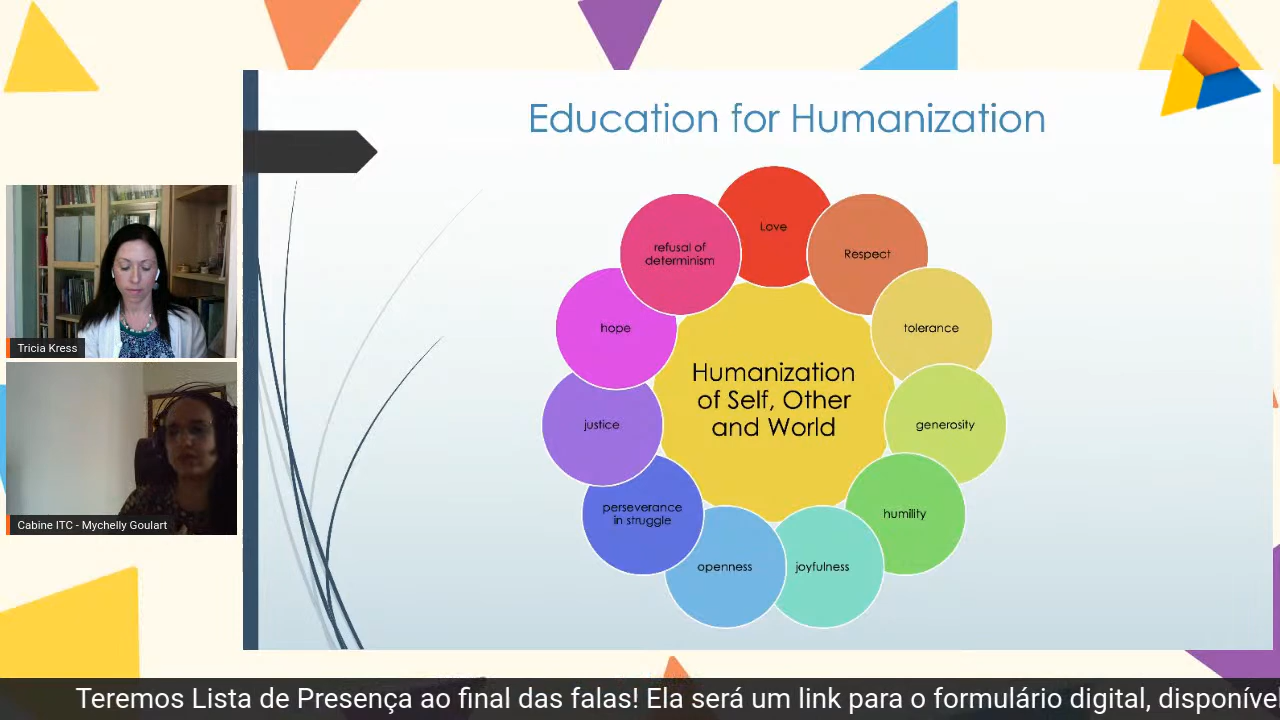 Education for Humanization
Love
Respect
tolerance
generosity
humility
joyfulness
openness
perseverance
in struggle
justice
hope
refusal of
determinism
Humanization
of Self, Other
and World
Tricia Kress
Cabine ITC - Mychelly Goulart
Teremos Lista de Presença ao final das falas! Ela será um link para o formulário digital, disponíve